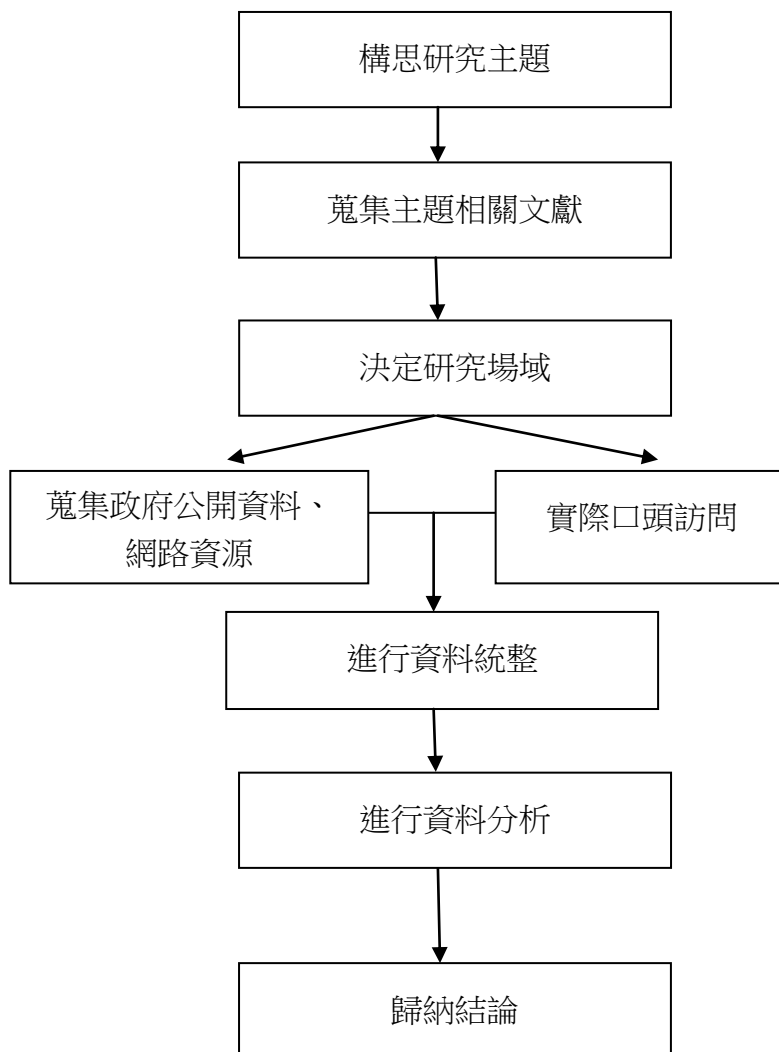 構思研究主題
蒐集主題相關文獻
決定研究場域
蒐集政府公開資料、
網路資源
實際口頭訪問
進行資料統整
進行資料分析
歸納結論